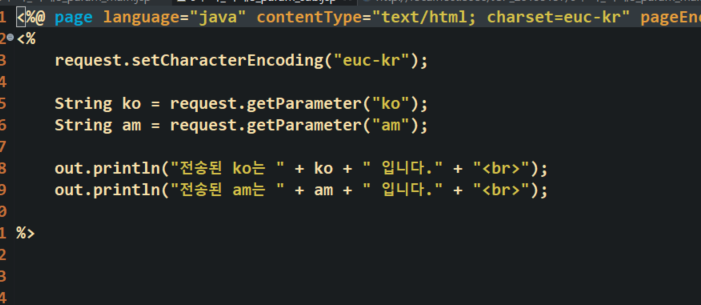 <%@ page language="java" contentType="text/html; charset=euc-kr" pageEnc
<%
request.setCharacterEncoding("euc-kr");
String ko = request.getParameter("ko");
String am = request.getParameter("am");
out.println("전송된 ko는 " + ko + " 입니다." + "<br>");
out.println("전송된 am는 " + am + " 입니다." + "<br>");
%>